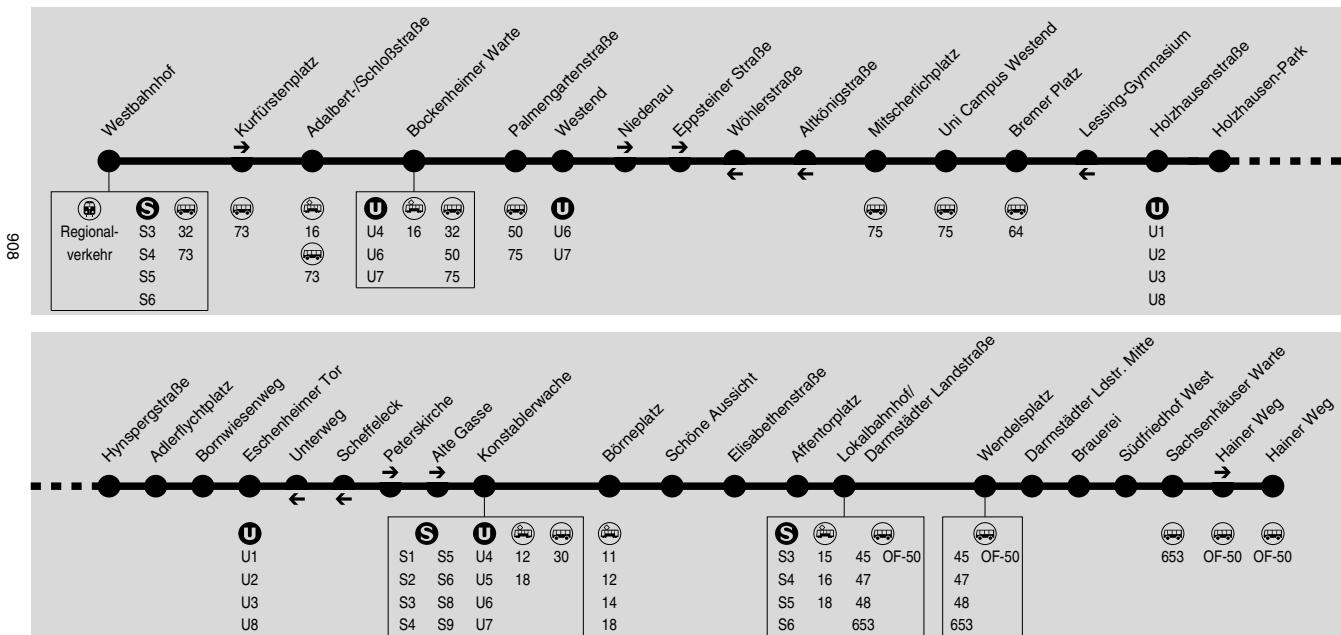 Westbahnhof
Kurfürstenplatz
Adalbert-/Schloßstraße
Bockenheimer Warte
Palmengartenstraße
Westend
Niedenau
Eppsteiner Straße
Wöhlerstraße
Altkönigstraße
Mitscherlichplatz
Uni Campus Westend
Bremer Platz
Lessing-Gymnasium
Holzhausenstraße
Holzhausen-Park
S U U U
Regional- S3 32 73 16 U4 16 32 50 U6 75 75 64 U1
verkehr S4 73 U6 50 75 U7 U2
S5 73 U7 75 U3
S6 U8
806
Hynspergstraße
Adlerflychtplatz
Bornwiesenweg
Eschenheimer Tor
Unterweg
Scheffeleck
Peterskirche
Alte Gasse
Konstablerwache
Börneplatz
Schöne Aussicht
Elisabethenstraße
Affentorplatz
Lokalbahnhof/
Darmstädter Landstraße
Wendelsplatz
Darmstädter Ldstr. Mitte
Brauerei
Südfriedhof West
Sachsenhäuser Warte
Hainer Weg
Hainer Weg
U S U S
U1 S1 S5 U4 12 30 11 S3 15 45 OF-50 45 OF-50 653 OF-50 OF-50
U2 S2 S6 U5 18 12 S4 16 47 47
U3 S3 S8 U6 14 S5 18 48 48
U8 S4 S9 U7 18 S6 653 653